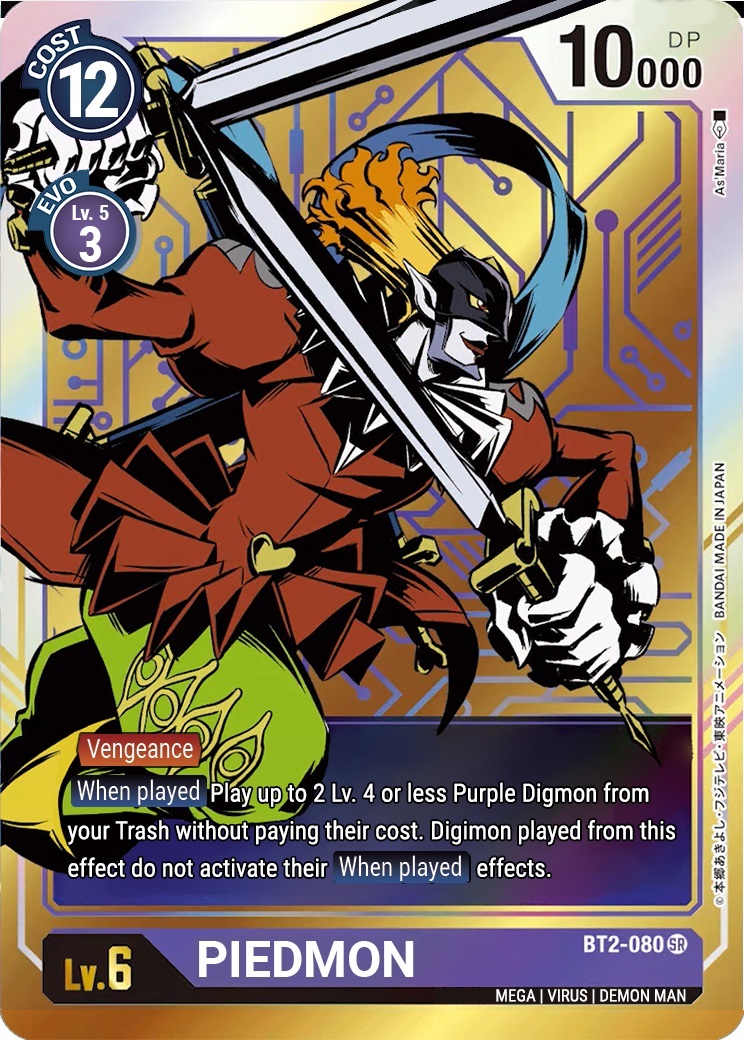 COST
12
10000
DP
As'Maria
EVO
Lv. 5
3
Vengeance
When played Play up to 2 Lv. 4 or less Purple Digmon from
your Trash without paying their cost. Digimon played from this
effect do not activate their When played effects.
© 本郷あきよし・フジテレビ・東映アニメーション BANDAI MADE IN JAPAN
Lv.6
PIEDMON
BT2-080 SR
MEGA | VIRUS | DEMON MAN